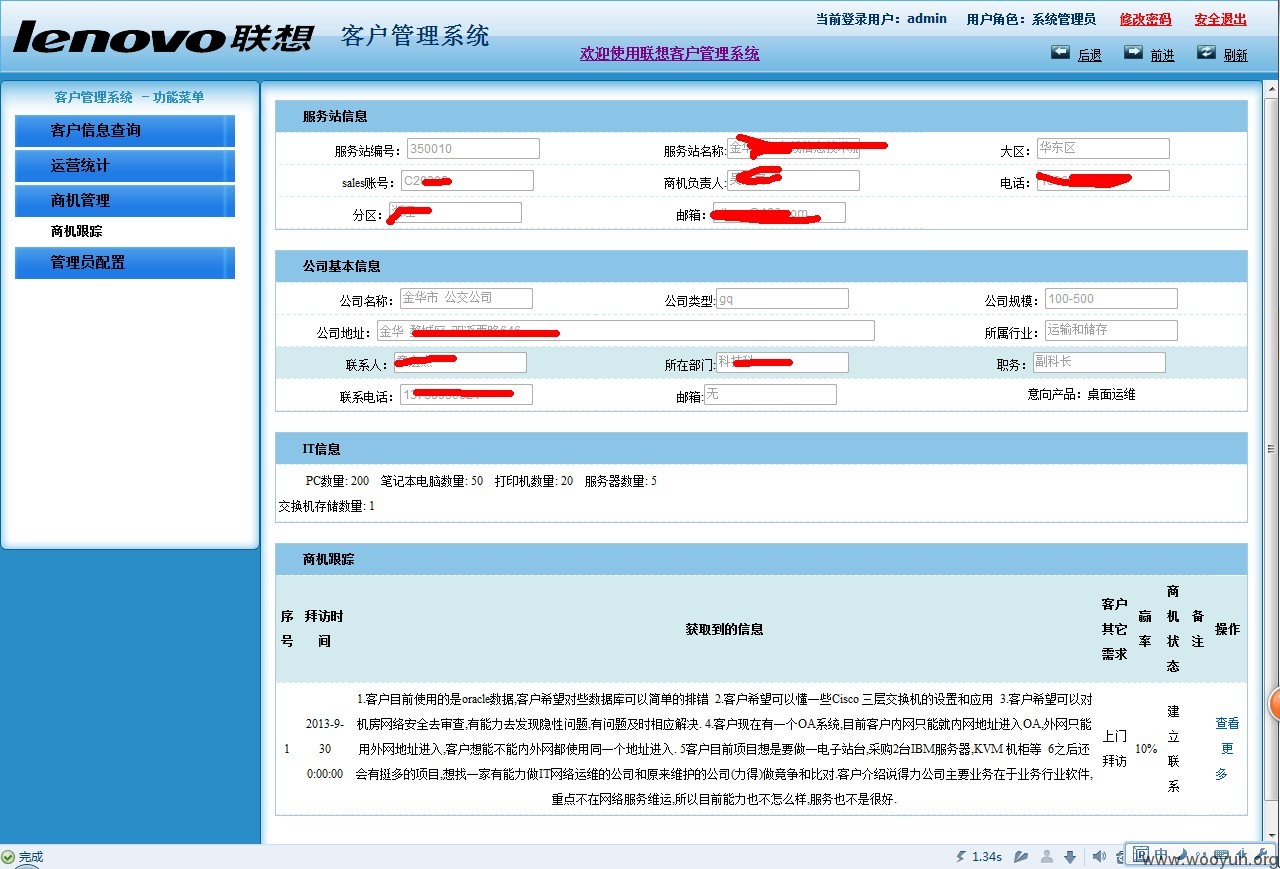 当前登录用户：admin 用户角色：系统管理员 修改密码 安全退出
lenovo联想 客户管理系统
欢迎使用联想客户管理系统
后退 前进 刷新
客户管理系统 －功能菜单
客户信息查询
运营统计
商机管理
商机跟踪
管理员配置
服务站信息
服务站编号： 350010 服务站名称: 金华 大区： 华东区
sales账号： 商机负责人: 电话：
分区： 邮箱：
公司基本信息
公司名称： 金华市 公交公司 公司类型: gq 公司规模： 100-500
公司地址： 金华 所属行业： 运输和储存
联系人： 所在部门: 职务： 副科长
联系电话： 邮箱: 无 意向产品：桌面运维
IT信息
PC数量: 200 笔记本电脑数量: 50 打印机数量: 20 服务器数量: 5
交换机存储数量: 1
商机跟踪
序号 拜访时间 获取到的信息 客户其它需求 赢率 商机状态 备注 操作
1 2013-9-30 0:00:00
1.客户目前使用的是oracle数据,客户希望对些数据库可以简单的排错 2.客户希望可以懂一些Cisco 三层交换机的设置和应用 3.客户希望可以对
机房网络安全去审查,有能力去发现隐性问题,有问题及时相应解决. 4.客户现在有一个OA系统,目前客户内网只能就内网地址进入OA,外网只能
用外网地址进入,客户想能不能内外网都使用同一个地址进入. 5客户目前项目想是要做一电子站台,采购2台IBM服务器,KVM 机柜等 6之后还
会有挺多的项目,想找一家有能力做IT网络运维的公司和原来维护的公司(力得)做竞争和比对.客户介绍说得力公司主要业务在于业务行业软件,
重点不在网络服务维运,所以目前能力也不怎么样,服务也不是很好.
上门拜访 10% 建立联系 查看更多
完成 1.34s
www.wooyun.org